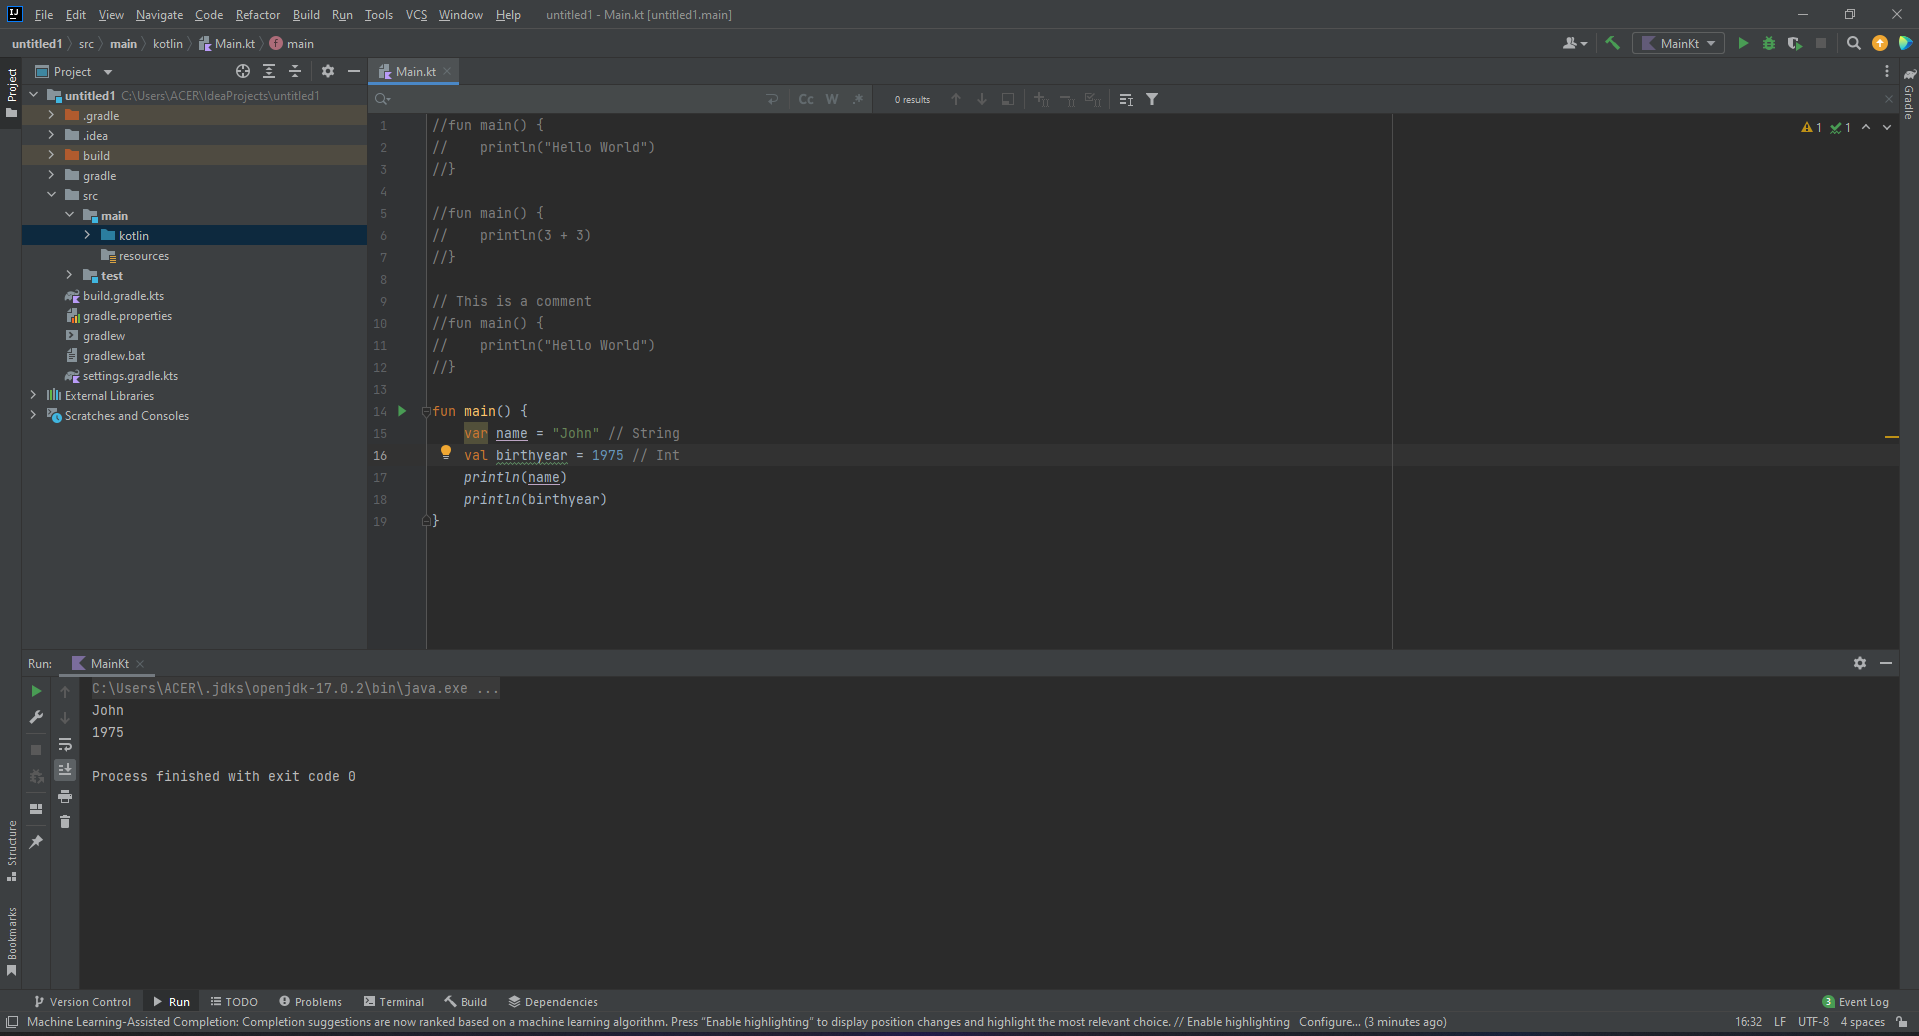 File Edit View Navigate Code Refactor Build Run Tools VCS Window Help untitled1 - Main.kt [untitled1.main]
untitled1 src main kotlin Main.kt main
MainKt
Project
Main.kt
Project
Gradle
untitled1 C:\Users\ACER\IdeaProjects\untitled1
.gradle
.idea
build
gradle
src
main
kotlin
resources
test
build.gradle.kts
gradle.properties
gradlew
gradlew.bat
settings.gradle.kts
External Libraries
Scratches and Consoles
Cc W .* 0 results
1 1
1 //fun main() {
2 //    println("Hello World")
3 //}
4
5 //fun main() {
6 //    println(3 + 3)
7 //}
8
9 // This is a comment
10 //fun main() {
11 //    println("Hello World")
12 //}
13
14 fun main() {
15     var name = "John" // String
16     val birthyear = 1975 // Int
17     println(name)
18     println(birthyear)
19 }
Run: MainKt
C:\Users\ACER\.jdks\openjdk-17.0.2\bin\java.exe ...
John
1975
Process finished with exit code 0
Structure
Bookmarks
Version Control Run TODO Problems Terminal Build Dependencies
3 Event Log
Machine Learning-Assisted Completion: Completion suggestions are now ranked based on a machine learning algorithm. Press "Enable highlighting" to display position changes and highlight the most relevant choice. // Enable highlighting Configure... (3 minutes ago)
16:32 LF UTF-8 4 spaces